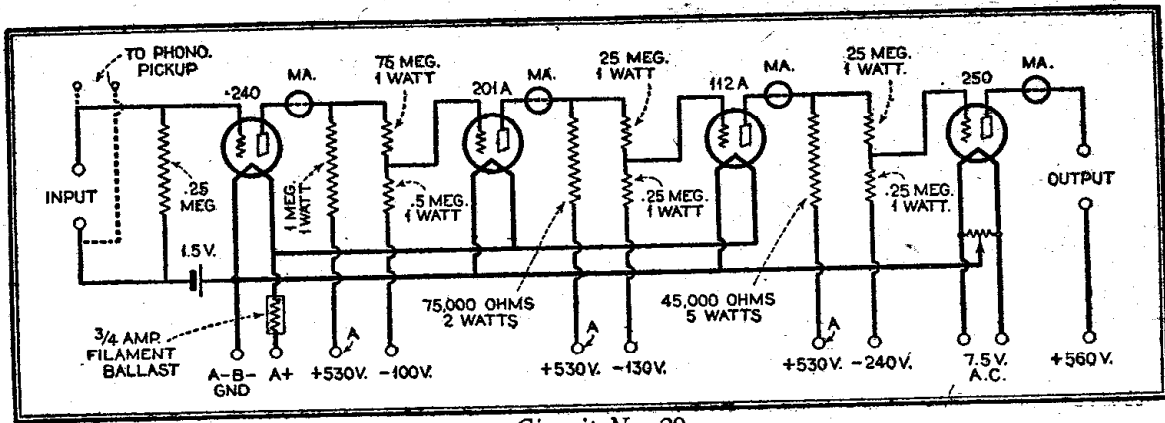 TO PHONO.
PICKUP
.240
MA.
75 MEG.
1 WATT
201A
MA.
25 MEG.
1 WATT
112A
MA.
25 MEG.
1 WATT.
250
MA.
INPUT
.25
MEG.
1 MEG.
1 WATT
.5 MEG.
1 WATT
.25 MEG.
1 WATT
.25 MEG.
1 WATT.
OUTPUT
1.5 V.
75,000 OHMS
2 WATTS
45,000 OHMS
5 WATTS
3/4 AMP.
FILAMENT
BALLAST
A-B-
GND
A+
A
+530V.
-100V.
A
+530V.
-130V.
A
+530V.
-240V.
7.5 V.
A.C.
+560V.